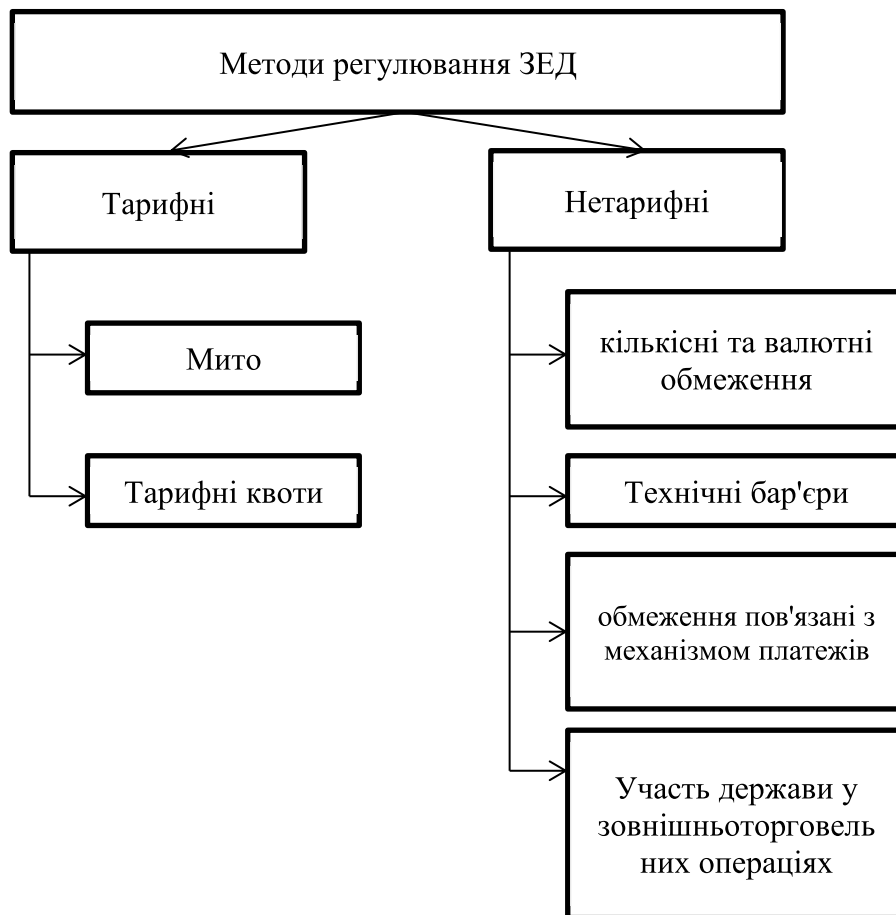 Методи регулювання ЗЕД
Тарифні
Нетарифні
Мито
Тарифні квоти
кількісні та валютні
обмеження
Технічні бар'єри
обмеження пов'язані з
механізмом платежів
Участь держави у
зовнішньоторговель
них операціях